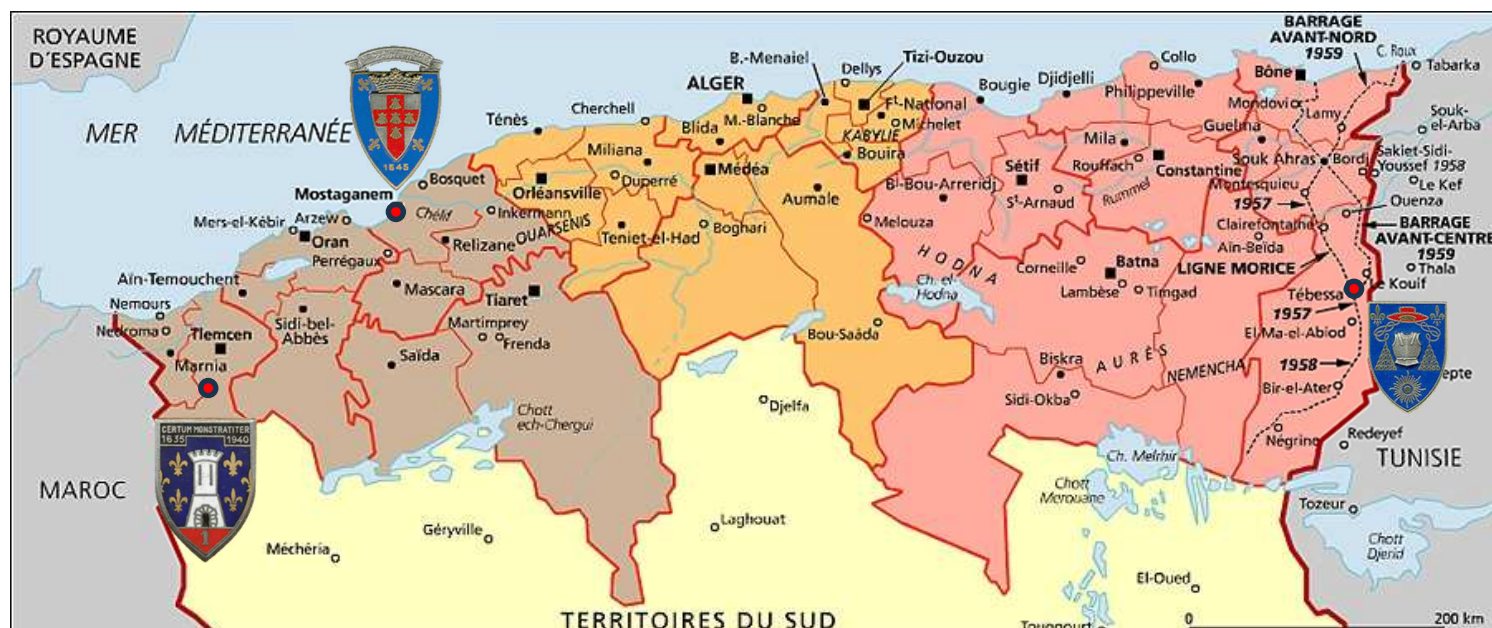 ROYAUME
D'ESPAGNE
MER MÉDITERRANÉE
MAROC
TUNISIE
TERRITOIRES DU SUD
BARRAGE
AVANT-NORD
1959
C. Roux
Tabarka
Bône
Collo
Philippeville
Djidjelli
Bougie
Tizi-Ouzou
Dellys
B.-Menaiel
ALGER
M.-Blanche
Cherchell
Ténès
Blida
Ft-National
Michelet
KABYLIE
Bouira
Mondovi
Lamy
Guelma
Souk-
el-Arba
Souk Ahras
Bordj
Sakiet-Sidi-
Youssef 1958
Le Kef
Ouenza
Montesquieu
1957
Clairefontaine
Aïn-Beïda
BARRAGE
AVANT-CENTRE
1959
LIGNE MORICE
Thala
Le Kouif
Tébessa
1957
El-Ma-el-Abiod
1958
Bir-el-Ater
Négrine
Redeyef
Tozeur
Chott
Djerid
epte
Mila
Rouffach
Constantine
Rummel
Sétif
St-Arnaud
BI-Bou-Arreridj
Melouza
HODNA
Ch. el-
Hodna
Corneille
Batna
Lambèse
Timgad
AURÈS
NEMENCHA
Biskra
Sidi-Okba
Ch. Melrhir
Chott
Merouane
El-Oued
Touggourt
Miliana
Duperré
Médéa
Orléansville
Aumale
Teniet-el-Had
Boghari
OUARSENIS
Bou-Saâda
Djelfa
Laghouat
1645
Bosquet
Mostaganem
Chélif
Inkermann
Arzew
Mers-el-Kébir
Oran
Perrégaux
Relizane
Aïn-Temouchent
Mascara
Tiaret
Nemours
Nedroma
Tlemcen
Sidi-bel-
Abbès
Martimprey
Frenda
Marnia
Saïda
CERTUM MONSTRATITER
1635 1940
1
Chott
ech-Chergui
Géryville
Méchéria
0 200 km